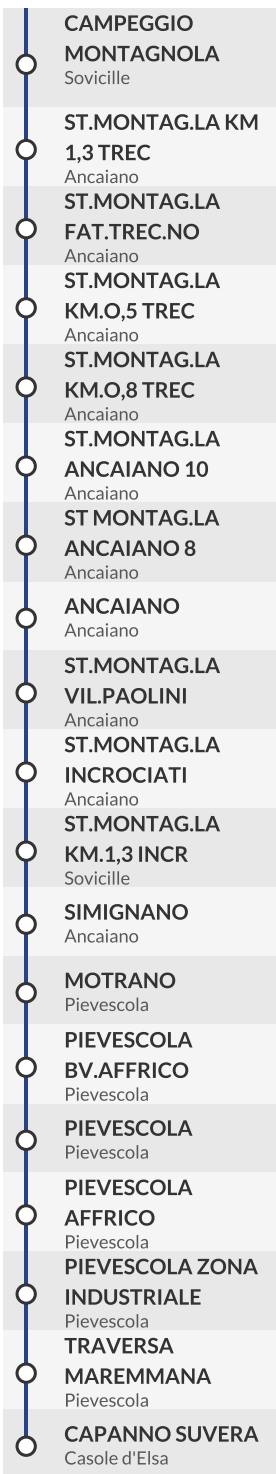 CAMPEGGIO
MONTAGNOLA
Sovicille
ST.MONTAG.LA KM
1,3 TREC
Ancaiano
ST.MONTAG.LA
FAT.TREC.NO
Ancaiano
ST.MONTAG.LA
KM.O,5 TREC
Ancaiano
ST.MONTAG.LA
KM.O,8 TREC
Ancaiano
ST.MONTAG.LA
ANCAIANO 10
Ancaiano
ST MONTAG.LA
ANCAIANO 8
Ancaiano
ANCAIANO
Ancaiano
ST.MONTAG.LA
VIL.PAOLINI
Ancaiano
ST.MONTAG.LA
INCROCIATI
Ancaiano
ST.MONTAG.LA
KM.1,3 INCR
Sovicille
SIMIGNANO
Ancaiano
MOTRANO
Pievescola
PIEVESCOLA
BV.AFFRICO
Pievescola
PIEVESCOLA
Pievescola
PIEVESCOLA
AFFRICO
Pievescola
PIEVESCOLA ZONA
INDUSTRIALE
Pievescola
TRAVERSA
MAREMMANA
Pievescola
CAPANNO SUVERA
Casole d'Elsa